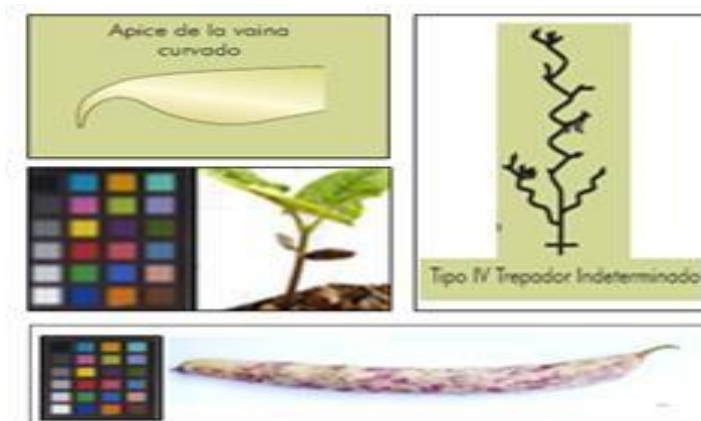 Apice de la vaina
curvado
Tipo IV Trepador Indeterminado